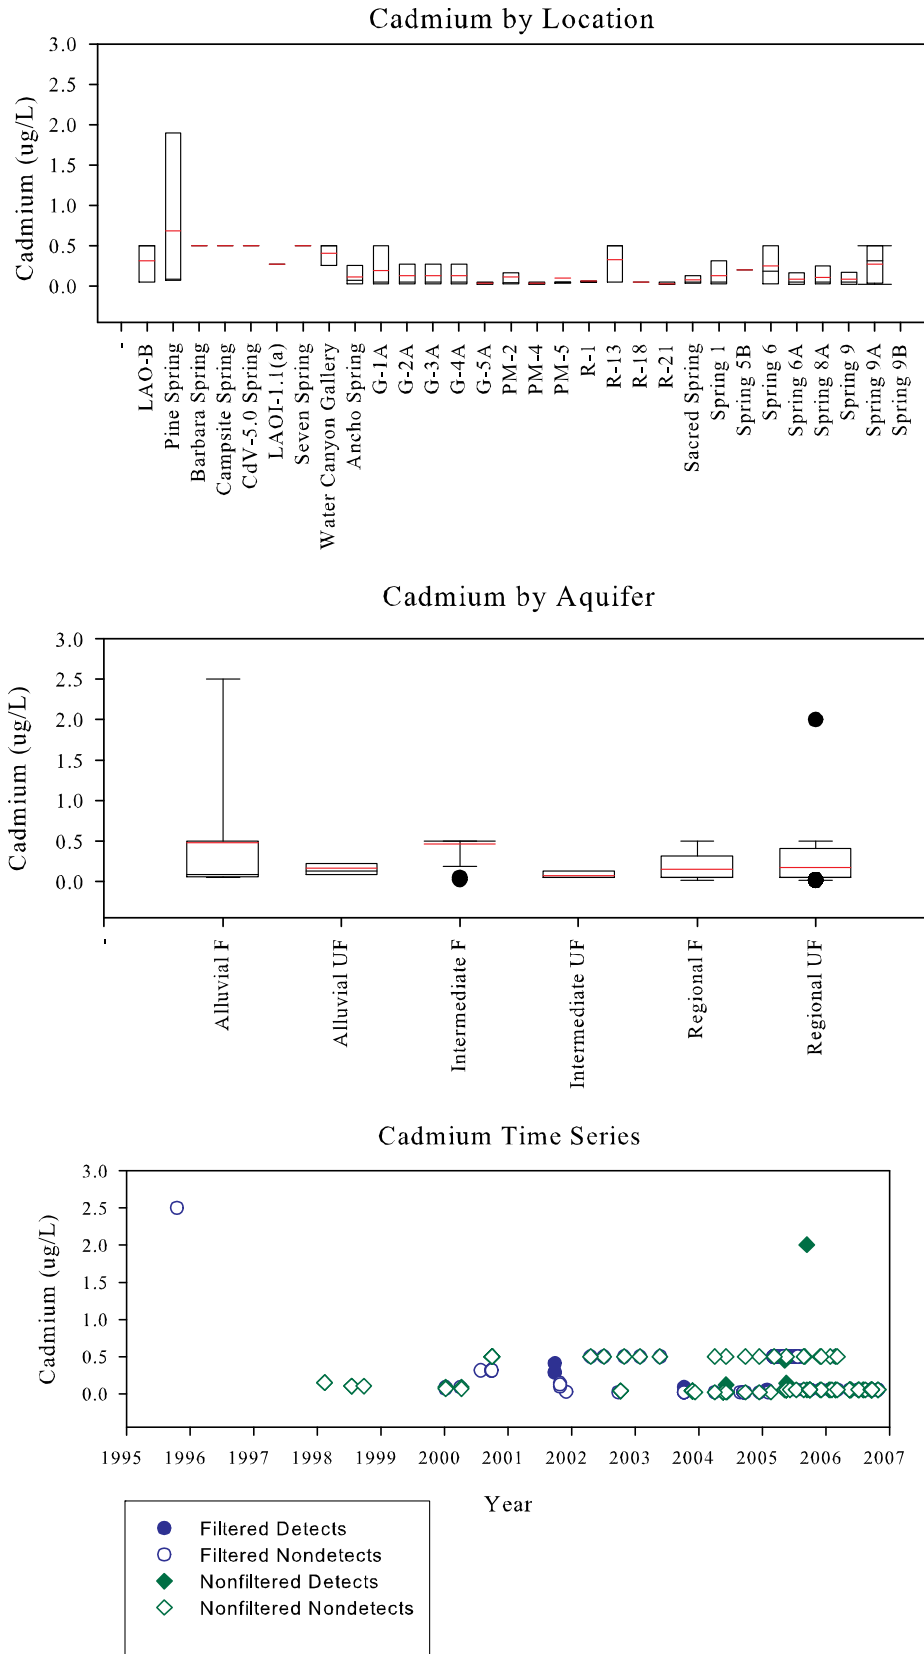 Cadmium by Location
Cadmium (ug/L)
3.0
2.5
2.0
1.5
1.0
0.5
0.0
-
LAO-B
Pine Spring
Barbara Spring
Campsite Spring
CdV-5.0 Spring
LAOI-1.1(a)
Seven Spring
Water Canyon Gallery
Ancho Spring
G-1A
G-2A
G-3A
G-4A
G-5A
PM-2
PM-4
PM-5
R-1
R-13
R-18
R-21
Sacred Spring
Spring 1
Spring 5B
Spring 6
Spring 6A
Spring 8A
Spring 9
Spring 9A
Spring 9B
Cadmium by Aquifer
Cadmium (ug/L)
3.0
2.5
2.0
1.5
1.0
0.5
0.0
-
Alluvial F
Alluvial UF
Intermediate F
Intermediate UF
Regional F
Regional UF
Cadmium Time Series
Cadmium (ug/L)
3.0
2.5
2.0
1.5
1.0
0.5
0.0
1995 1996 1997 1998 1999 2000 2001 2002 2003 2004 2005 2006 2007
Year
Filtered Detects
Filtered Nondetects
Nonfiltered Detects
Nonfiltered Nondetects